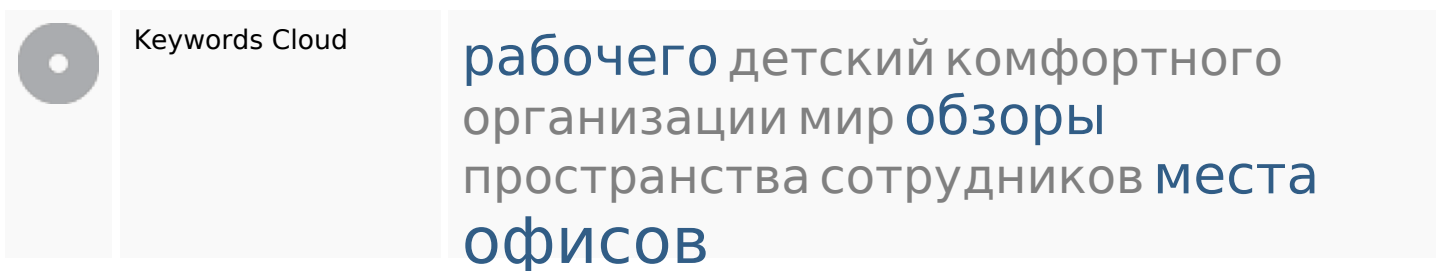 Keywords Cloud
рабочего детский комфортного
организации мир обзоры
пространства сотрудников места
офисов